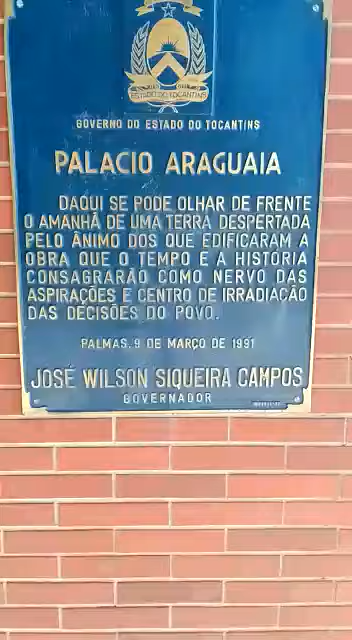 ESTADO DO TOCANTINS
GOVERNO DO ESTADO DO TOCANTINS
PALACIO ARAGUAIA
DAQUI SE PODE OLHAR DE FRENTE
O AMANHÃ DE UMA TERRA DESPERTADA
PELO ÂNIMO DOS QUE EDIFICARAM A
OBRA QUE O TEMPO E A HISTÓRIA
CONSAGRARÃO COMO NERVO DAS
ASPIRAÇÕES E CENTRO DE IRRADIAÇÃO
DAS DECISÕES DO POVO.
PALMAS, 9 DE MARÇO DE 1991
JOSÉ WILSON SIQUEIRA CAMPOS
GOVERNADOR